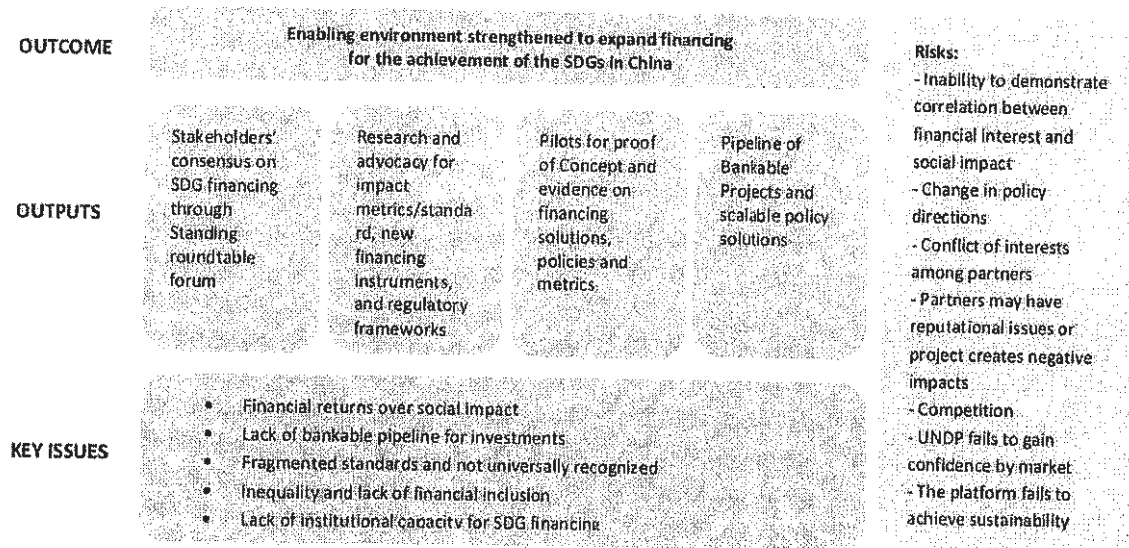 OUTCOME
Enabling environment strengthened to expand financing
for the achievement of the SDGs in China
OUTPUTS
Stakeholders'
consensus on
SDG financing
through
Standing
roundtable
forum
Research and
advocacy for
impact
metrics/standa
rd, new
financing
instruments,
and regulatory
frameworks
Pilots for proof
of Concept and
evidence on
financing
solutions,
policies and
metrics
Pipeline of
Bankable
Projects and
scalable policy
solutions
KEY ISSUES
• Financial returns over social impact
• Lack of bankable pipeline for investments
• Fragmented standards and not universally recognized
• Inequality and lack of financial inclusion
• Lack of institutional capacity for SDG financing
Risks:
- Inability to demonstrate
correlation between
financial interest and
social impact
- Change in policy
directions
- Conflict of interests
among partners
- Partners may have
reputational issues or
project creates negative
impacts
- Competition
- UNDP fails to gain
confidence by market
- The platform fails to
achieve sustainability